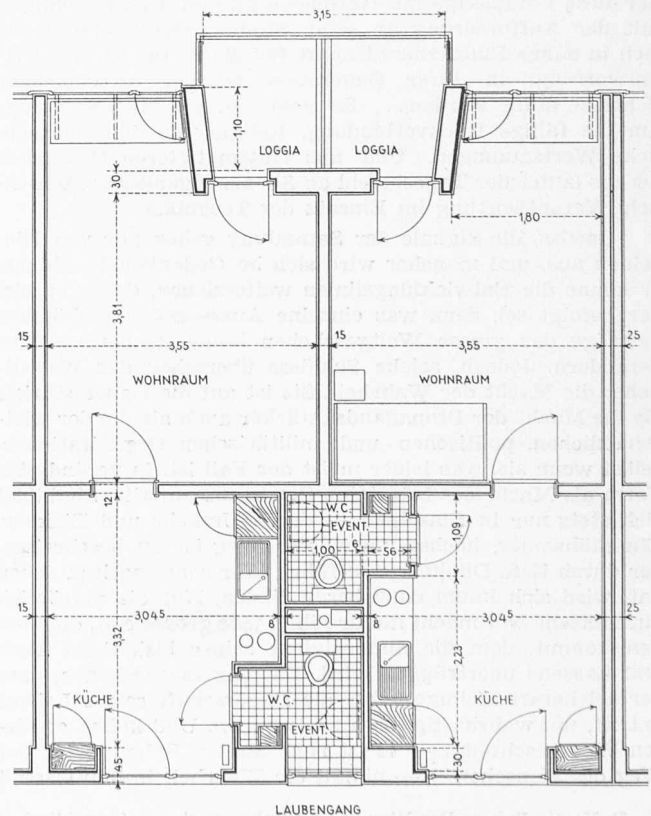 3,15
1,10
LOGGIA LOGGIA
30
1,80
3,81
15 3,55 15 3,55 25
WOHNRAUM WOHNRAUM
12
W.C.
EVENT.
1,00 5 56
1,09
15 3,045 8 8 3,045 25
3,32
2,23
KÜCHE W.C. KÜCHE
EVENT.
45
30
LAUBENGANG